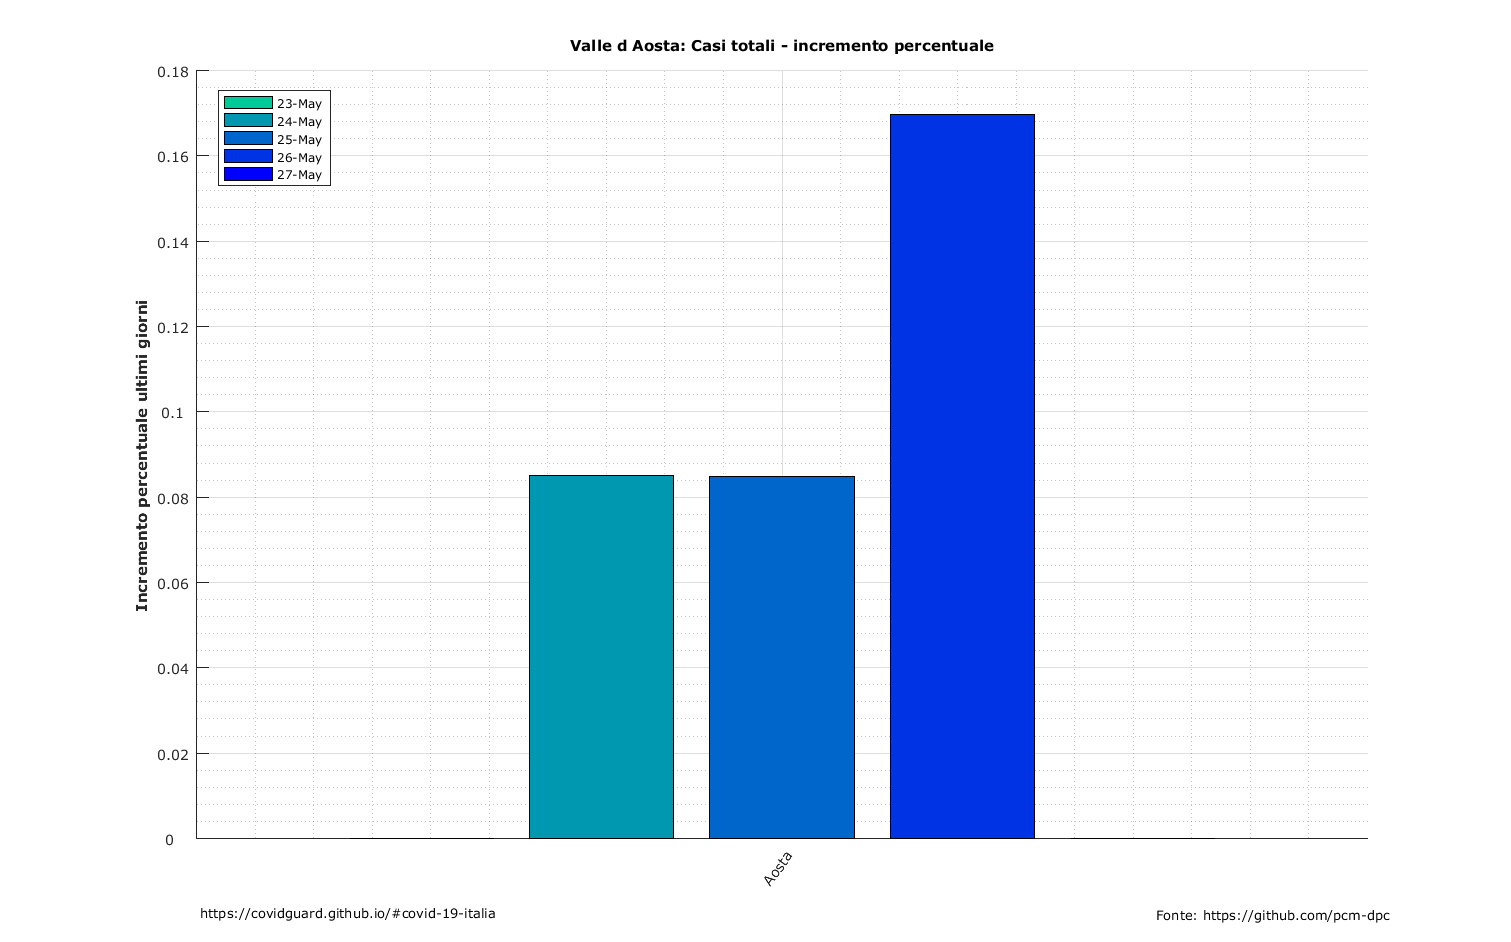 Valle d Aosta: Casi totali - incremento percentuale
0.18
0.16
0.14
0.12
0.1
0.08
0.06
0.04
0.02
0
Incremento percentuale ultimi giorni
23-May
24-May
25-May
26-May
27-May
Aosta
https://covidguard.github.io/#covid-19-italia
Fonte: https://github.com/pcm-dpc